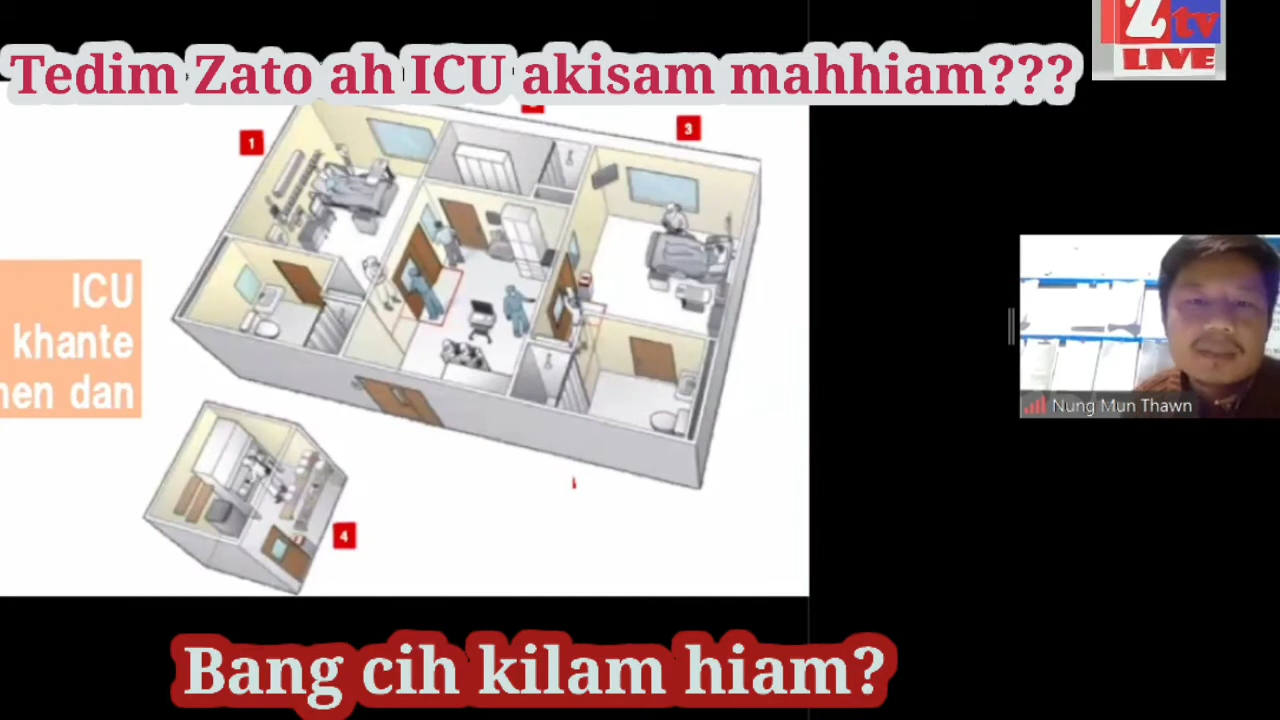 Z tv
LIVE
Tedim Zato ah ICU akisam mahhiam???
1
3
ICU
khante
dan
4
Nung Mun Thawn
Bang cih kilam hiam?